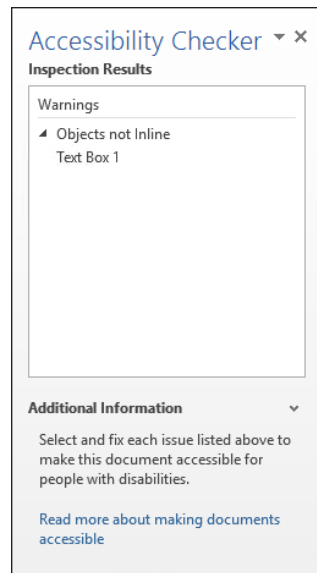 Accessibility Checker
Inspection Results
Warnings
Objects not Inline
Text Box 1
Additional Information
Select and fix each issue listed above to
make this document accessible for
people with disabilities.
Read more about making documents
accessible